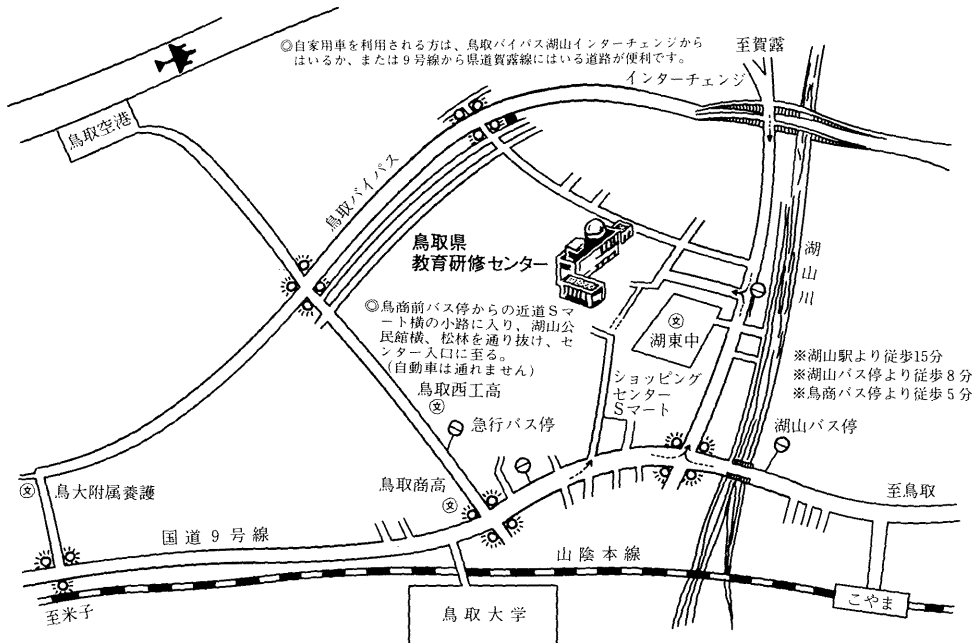 ◎自家用車を利用される方は、鳥取バイパス湖山インターチェンジから
はいるか、または9号線から県道賀露線にはいる道路が便利です。
至賀露
インターチェンジ
鳥取空港
鳥取バイパス
鳥取県
教育研修センター
湖山川
◎鳥商前バス停からの近道Sマ
ート横の小路に入り、湖山公
民館横、松林を通り抜け、セ
ンター入口に至る。
(自動車は通れません)
文
湖東中
※湖山駅より徒歩15分
※湖山バス停より徒歩8分
※鳥商バス停より徒歩5分
ショッピング
センター
Sマート
鳥取西工高
文
急行バス停
湖山バス停
鳥取商高
文
文
鳥大附属養護
至鳥取
国道9号線
山陰本線
こやま
至米子
鳥取大学